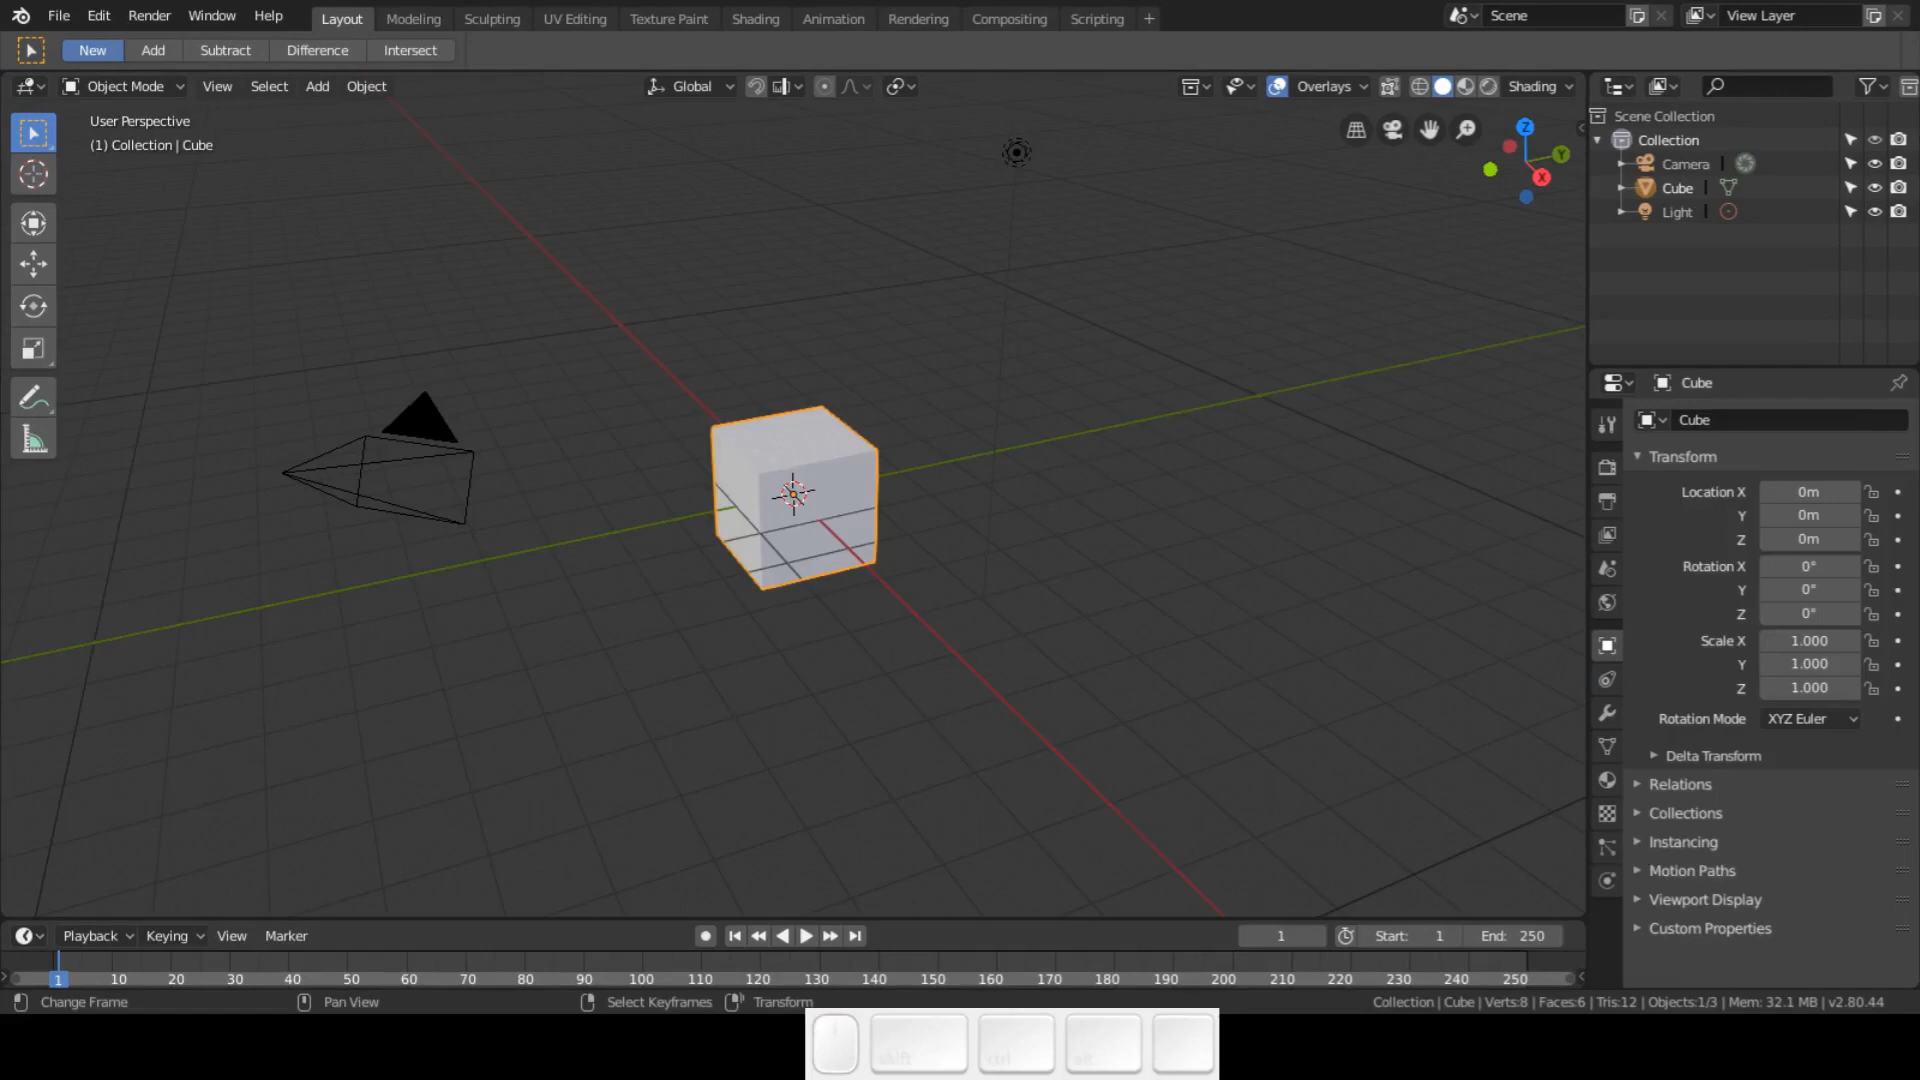 File Edit Render Window Help Layout Modeling Sculpting UV Editing Texture Paint Shading Animation Rendering Compositing Scripting + Scene View Layer
New Add Subtract Difference Intersect
Object Mode View Select Add Object Global Overlays Shading
User Perspective
(1) Collection | Cube
Z
Y
X
Scene Collection
Collection
Camera
Cube
Light
Cube
Cube
Transform
Location X 0m
Y 0m
Z 0m
Rotation X 0°
Y 0°
Z 0°
Scale X 1.000
Y 1.000
Z 1.000
Rotation Mode XYZ Euler
Delta Transform
Relations
Collections
Instancing
Motion Paths
Viewport Display
Custom Properties
Playback Keying View Marker 1 Start: 1 End: 250
1 10 20 30 40 50 60 70 80 90 100 110 120 130 140 150 160 170 180 190 200 210 220 230 240 250
Change Frame Pan View Select Keyframes Transform Collection | Cube | Verts:8 | Faces:6 | Tris:12 | Objects:1/3 | Mem: 32.1 MB | v2.80.44
shift ctrl alt